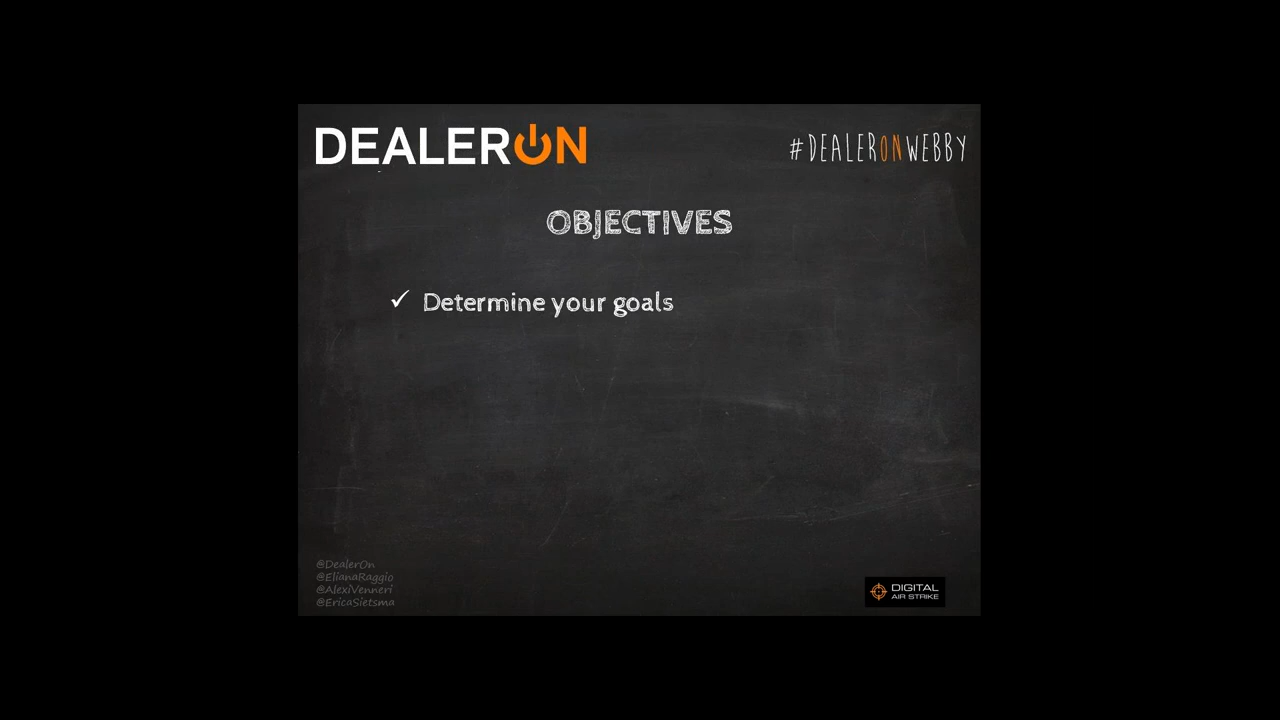 DEALERON
#DEALERONWEBBY
OBJECTIVES
✓ Determine your goals
@DealerOn
@ElianaRaggio
@AlexiVenneri
@EricaSietsma
DIGITAL
AIR STRIKE